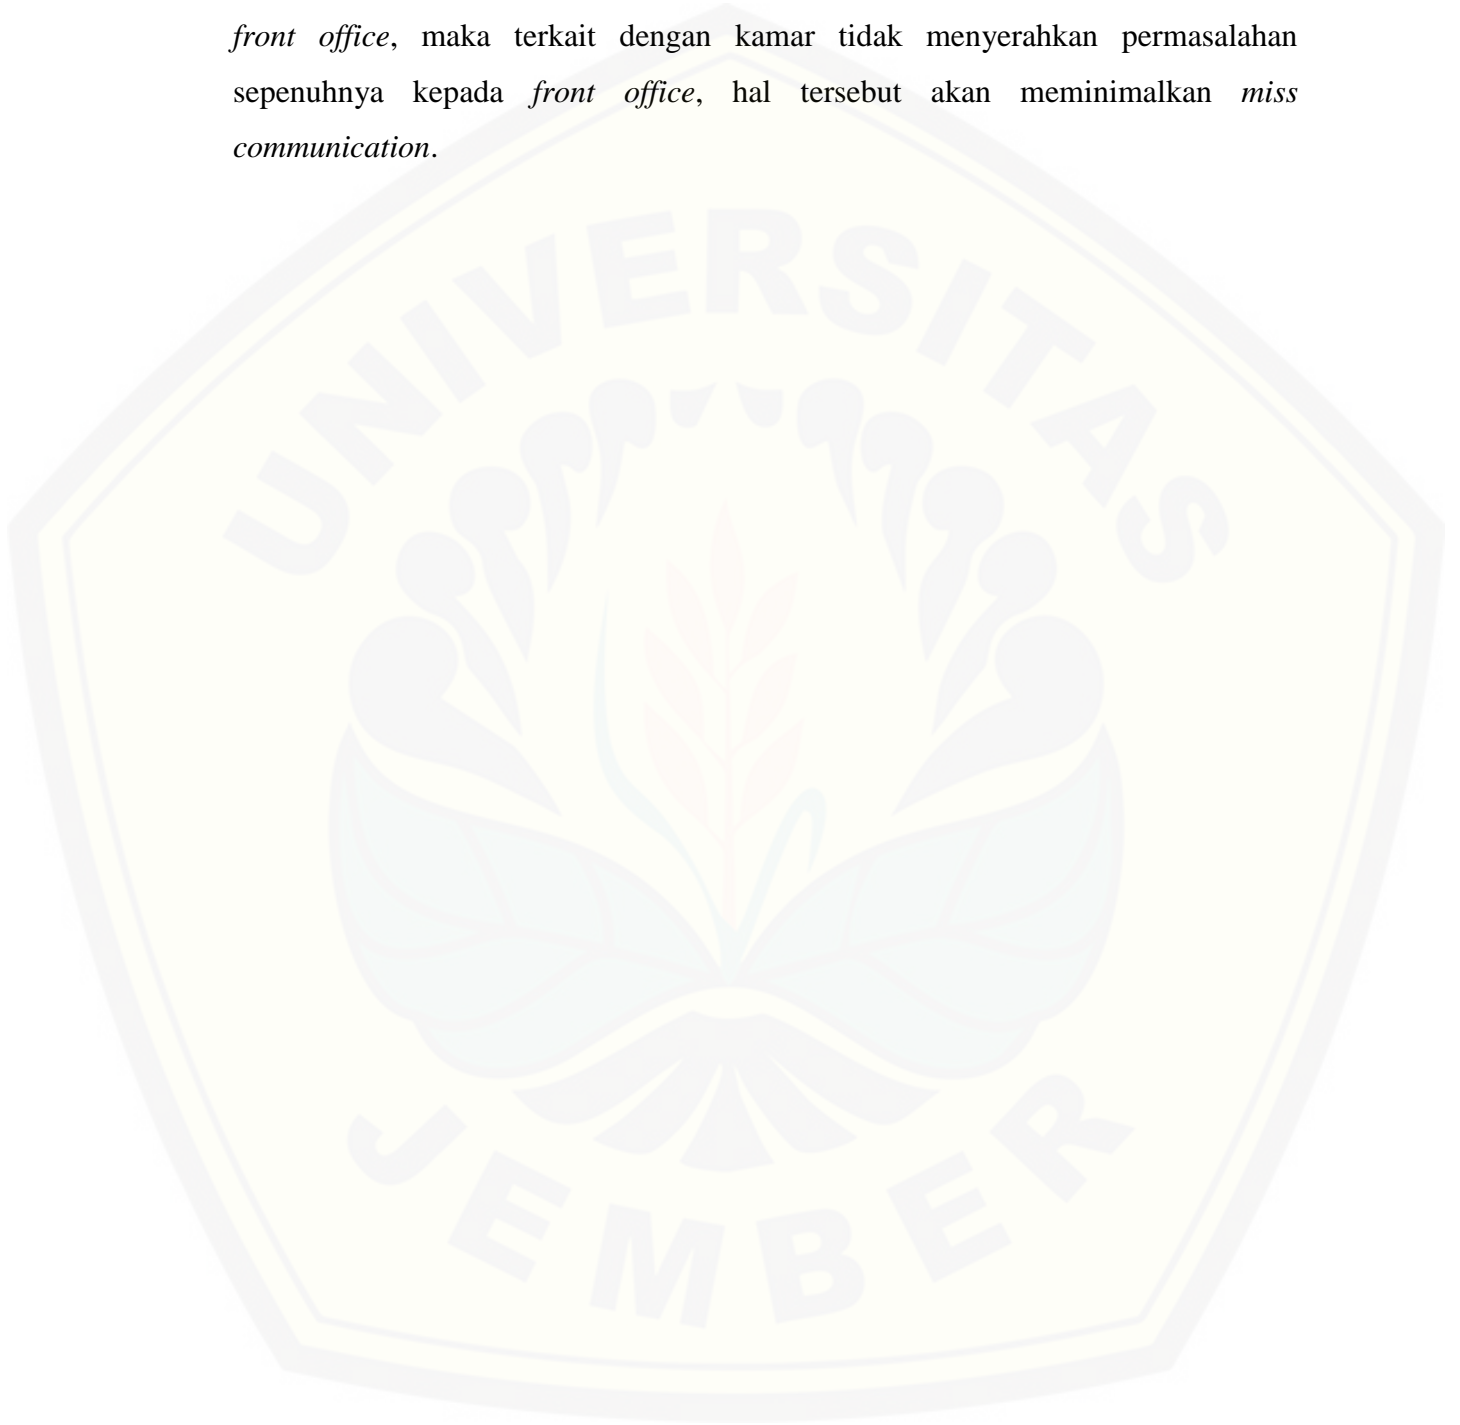 front office, maka terkait dengan kamar tidak menyerahkan permasalahan
sepenuhnya kepada front office, hal tersebut akan meminimalkan miss
communication.
UNIVERSITAS
JEMBER